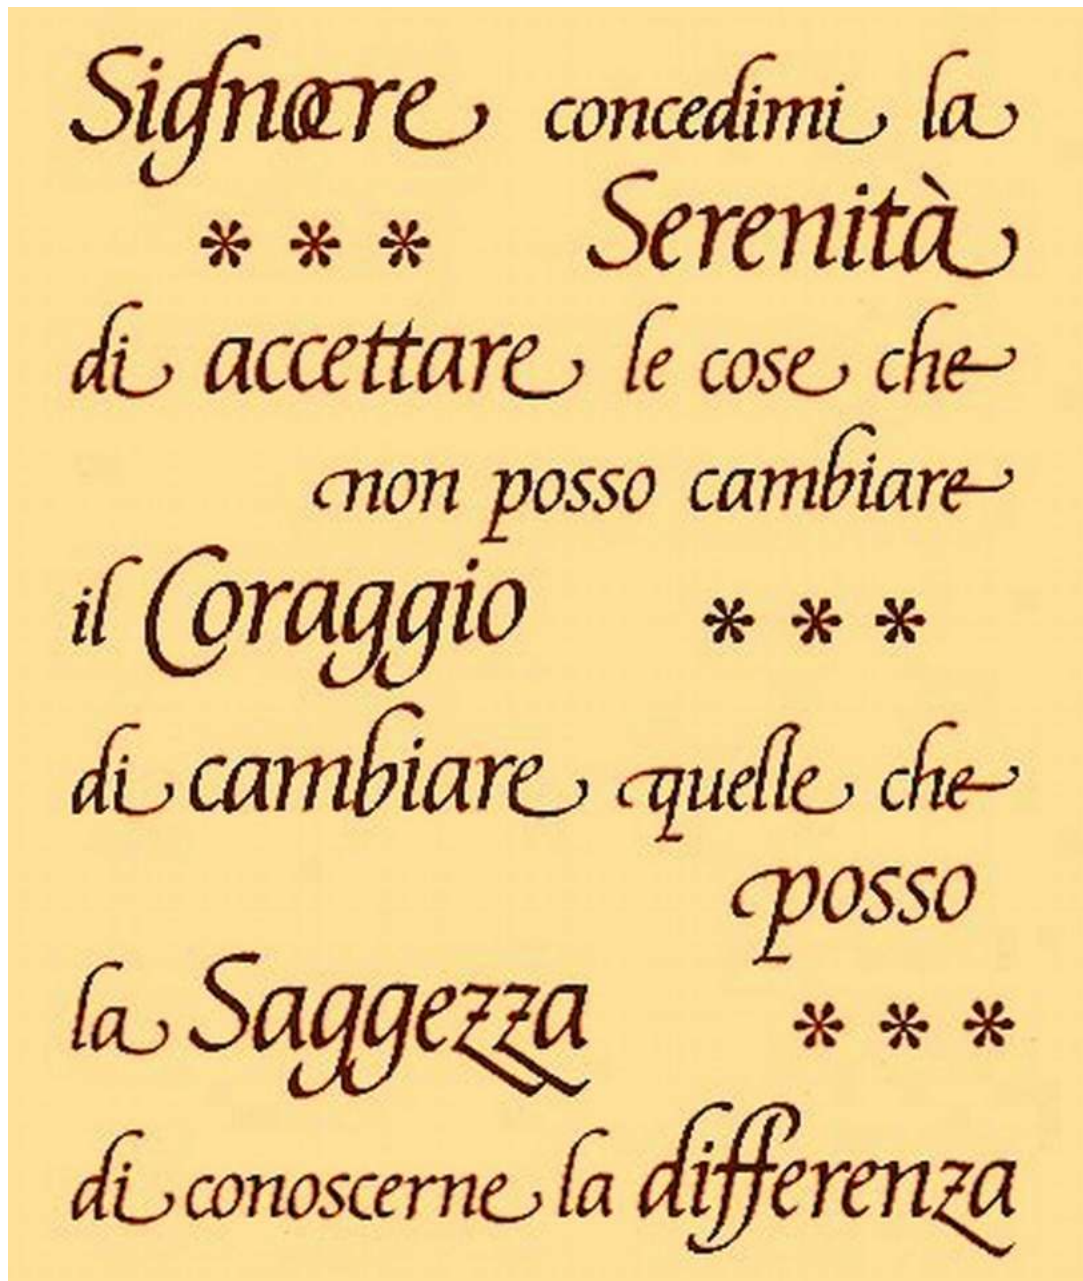 Signore concedimi la
* * * Serenità
di accettare le cose che
non posso cambiare
il Coraggio * * *
di cambiare quelle che
posso
la Saggezza * * *
di conoscerne la differenza